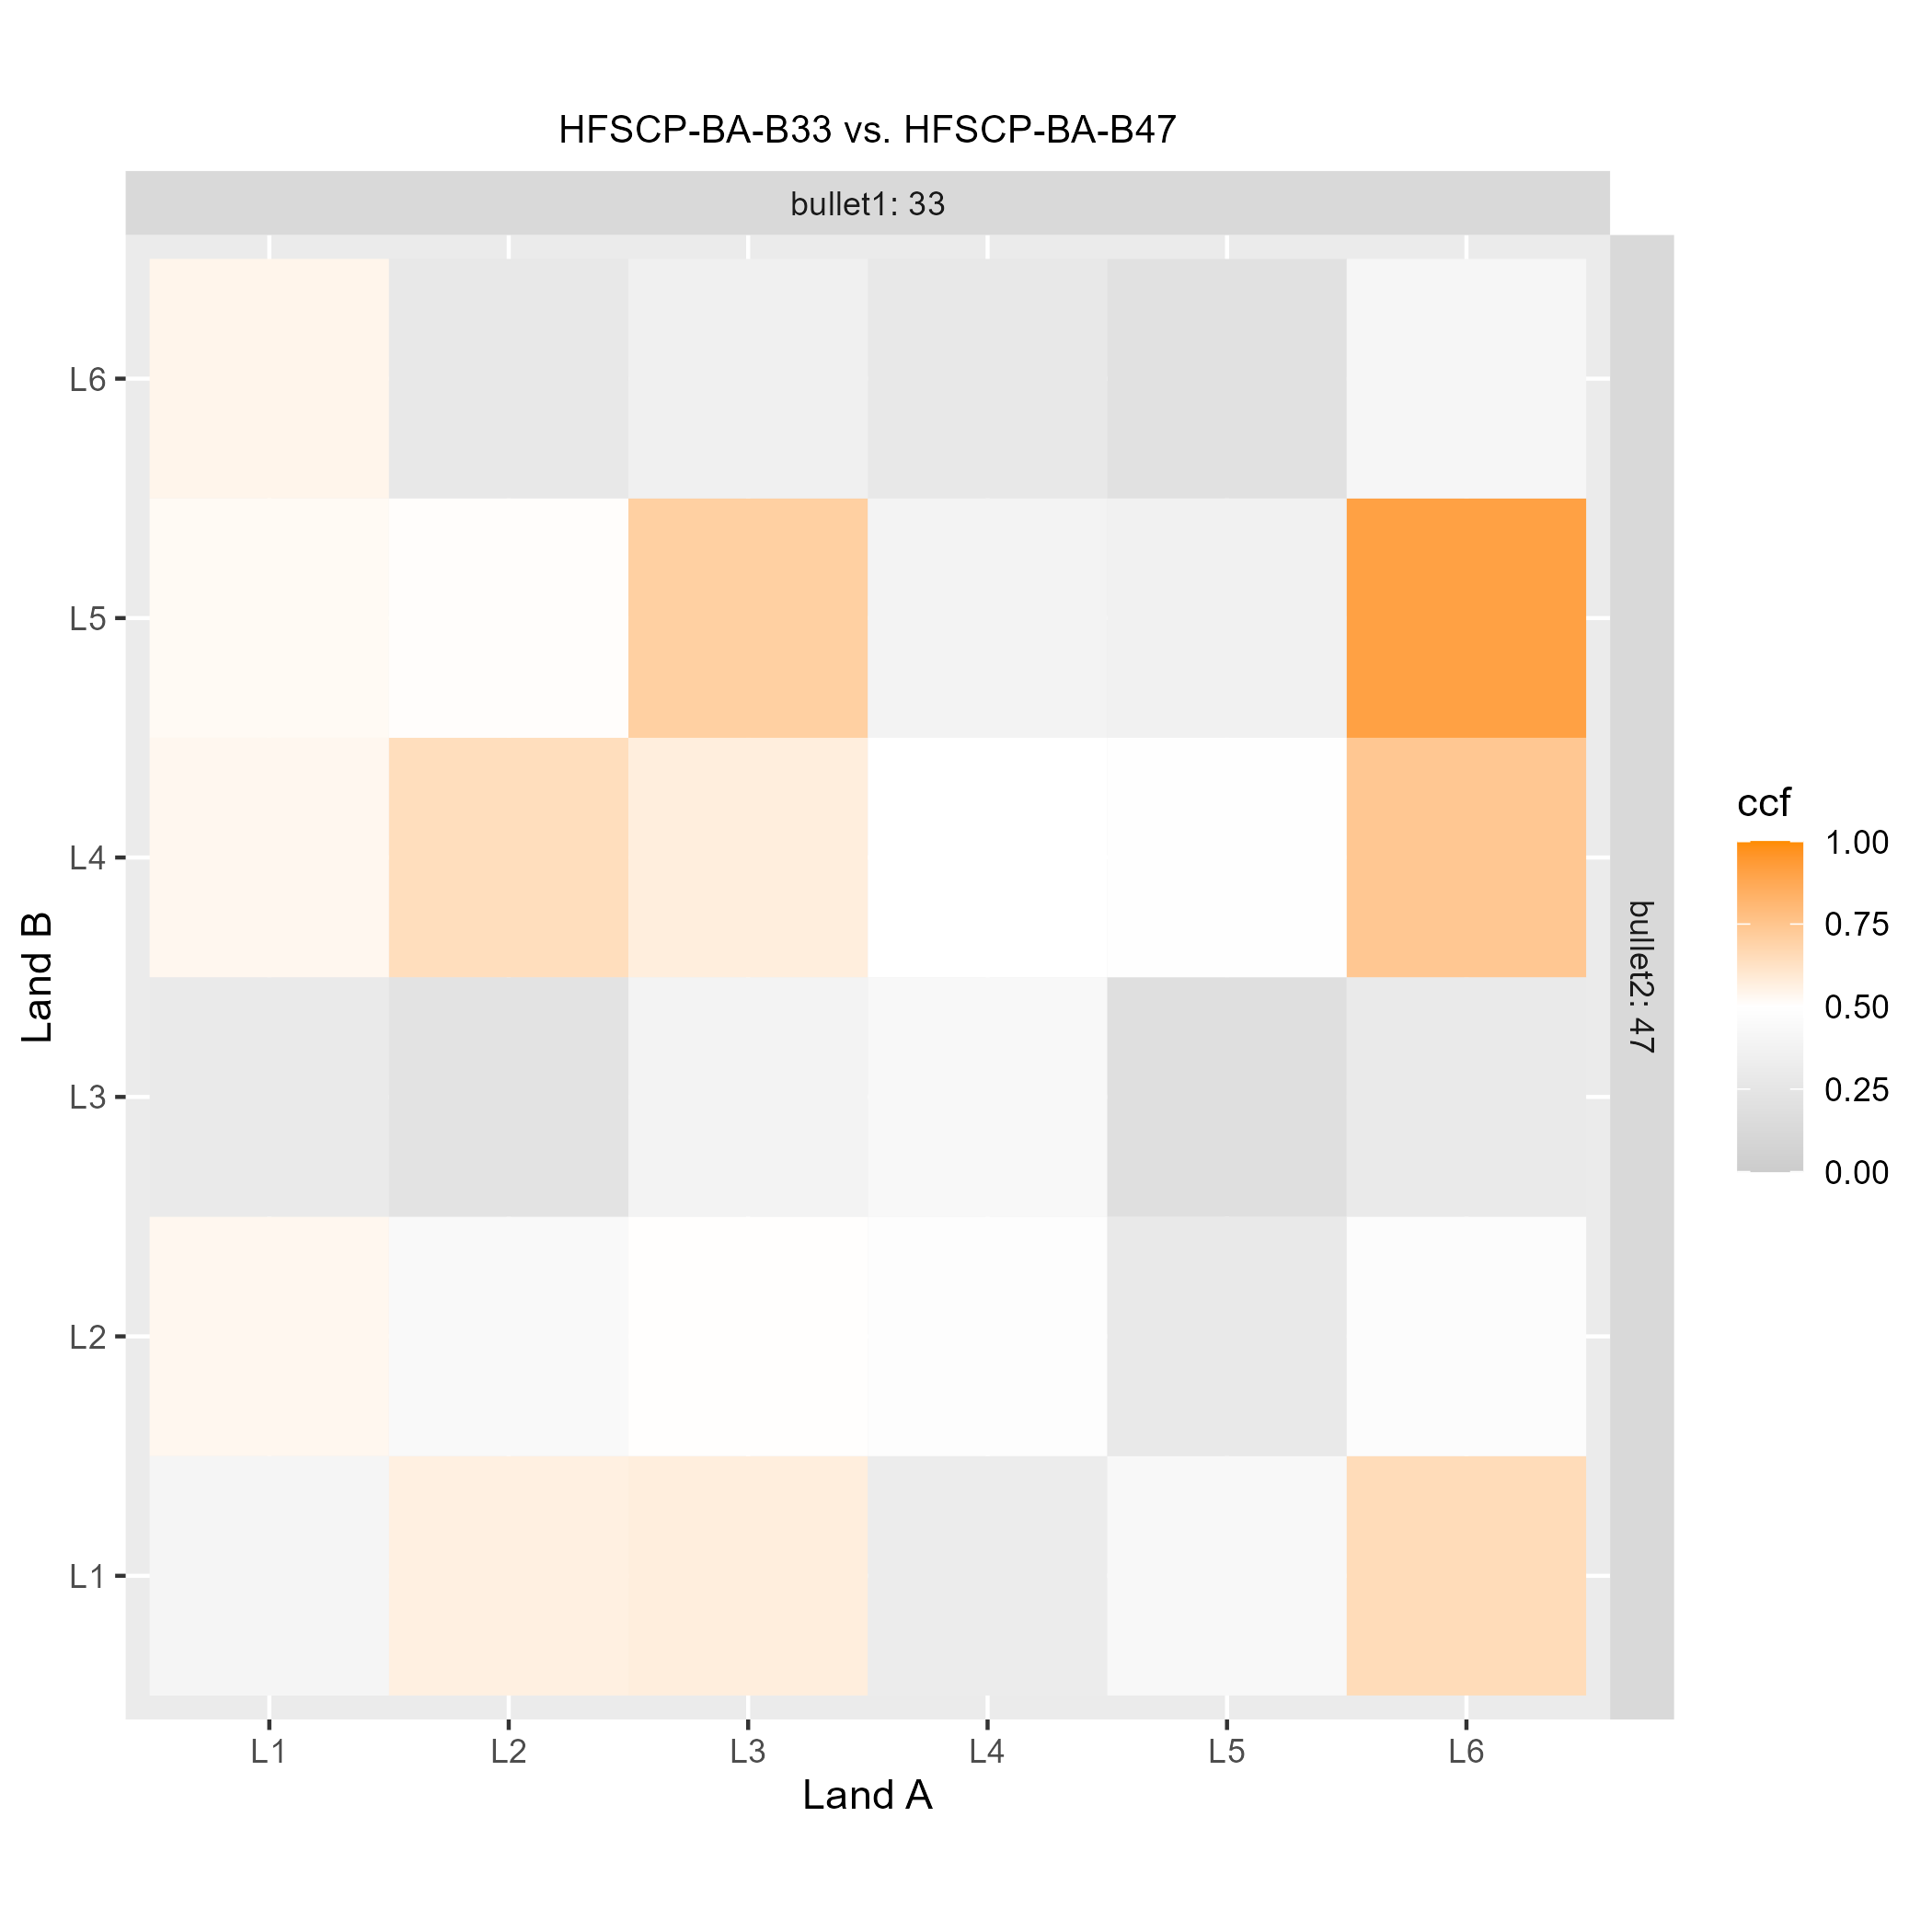 HFSCP-BA-B33 vs. HFSCP-BA-B47
bullet1: 33
L6
L5
L4
L3
L2
L1
Land B
bullet2: 47
ccf
1.00
0.75
0.50
0.25
0.00
L1
L2
L3
L4
L5
L6
Land A